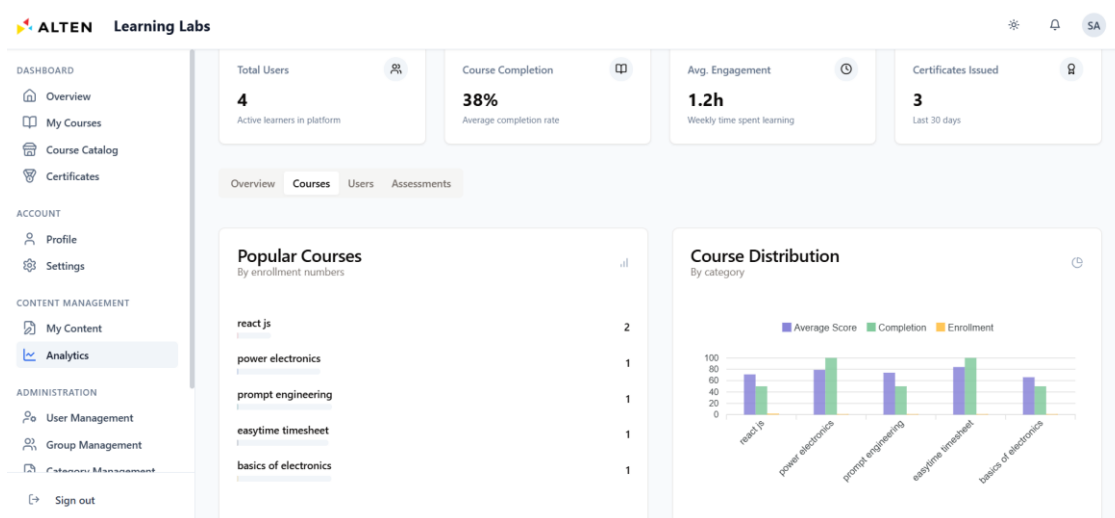 ALTEN Learning Labs
SA
DASHBOARD
Overview
My Courses
Course Catalog
Certificates
ACCOUNT
Profile
Settings
CONTENT MANAGEMENT
My Content
Analytics
ADMINISTRATION
User Management
Group Management
Category Management
Sign out
Total Users
4
Active learners in platform
Course Completion
38%
Average completion rate
Avg. Engagement
1.2h
Weekly time spent learning
Certificates Issued
3
Last 30 days
Overview Courses Users Assessments
Popular Courses
By enrollment numbers
react js 2
power electronics 1
prompt engineering 1
easytime timesheet 1
basics of electronics 1
Course Distribution
By category
Average Score Completion Enrollment
100
80
60
40
20
0
react js
power electronics
prompt engineering
easytime timesheet
basics of electronics